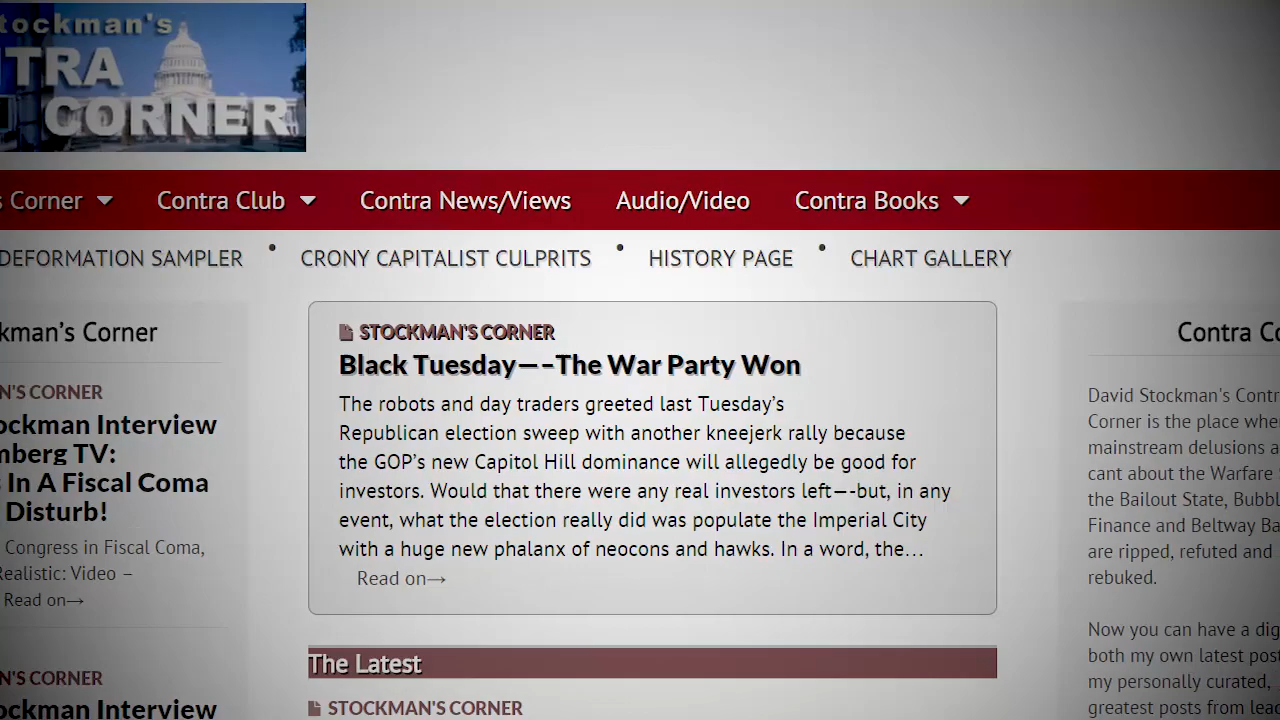 tockman's
TRA
CORNER
s Corner
Contra Club
Contra News/Views
Audio/Video
Contra Books
DEFORMATION SAMPLER • CRONY CAPITALIST CULPRITS • HISTORY PAGE • CHART GALLERY
kman's Corner
N'S CORNER
ockman Interview
mberg TV:
s In A Fiscal Coma
Disturb!
Congress in Fiscal Coma,
Realistic: Video –
Read on→
N'S CORNER
ockman Interview
STOCKMAN'S CORNER
Black Tuesday—–The War Party Won
The robots and day traders greeted last Tuesday's
Republican election sweep with another kneejerk rally because
the GOP's new Capitol Hill dominance will allegedly be good for
investors. Would that there were any real investors left—-but, in any
event, what the election really did was populate the Imperial City
with a huge new phalanx of neocons and hawks. In a word, the…
Read on→
The Latest
STOCKMAN'S CORNER
Contra Co
David Stockman's Contr
Corner is the place whe
mainstream delusions a
cant about the Warfare
the Bailout State, Bubbl
Finance and Beltway Ba
are ripped, refuted and
rebuked.
Now you can have a dig
both my own latest post
my personally curated,
greatest posts from lead